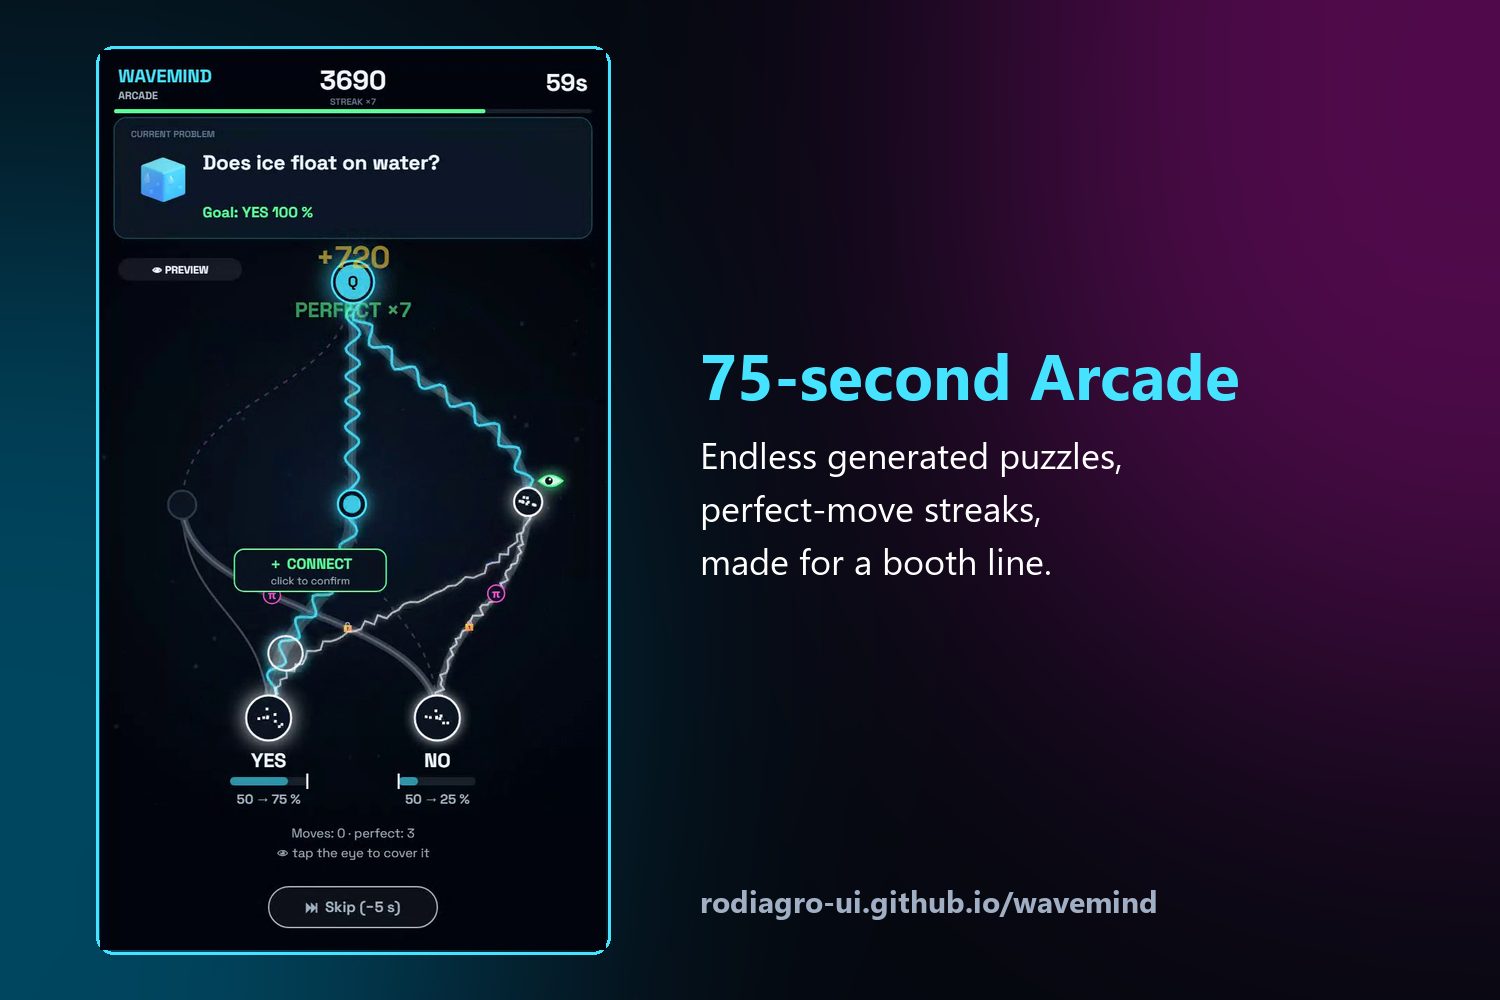 WAVEMIND
ARCADE
3690
STREAK ×7
59s
CURRENT PROBLEM
Does ice float on water?
Goal: YES 100 %
PREVIEW
+720
Q
PERFECT ×7
+ CONNECT
click to confirm
π
π
YES
NO
50 → 75 %
50 → 25 %
Moves: 0 · perfect: 3
tap the eye to cover it
Skip (−5 s)
75-second Arcade
Endless generated puzzles,
perfect-move streaks,
made for a booth line.
rodiagro-ui.github.io/wavemind